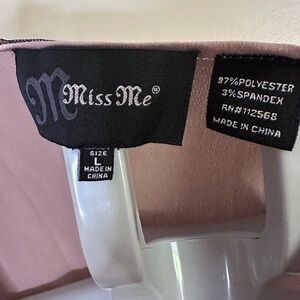 M Miss Me®
97%POLYESTER
3%SPANDEX
RN#112568
MADE IN CHINA
SIZE
L
MADE IN
CHINA